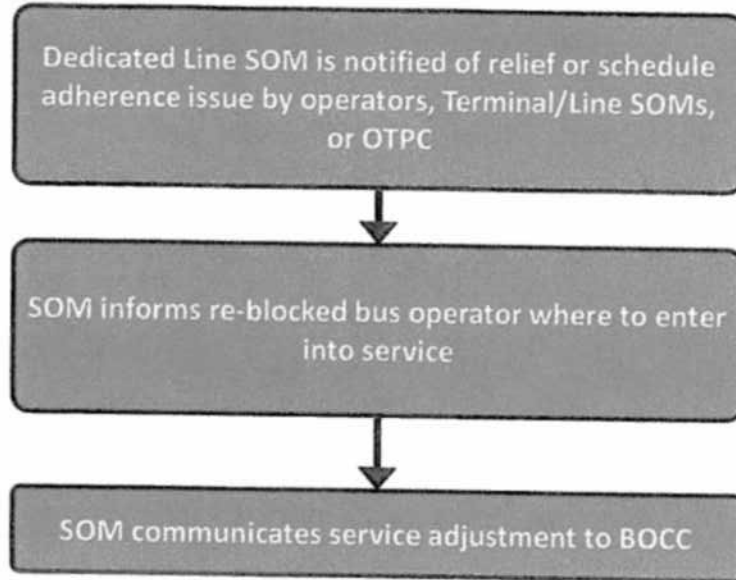 Dedicated Line SOM is notified of relief or schedule
adherence issue by operators, Terminal/Line SOMs,
or OTPC
SOM informs re-blocked bus operator where to enter
into service
SOM communicates service adjustment to BOCC